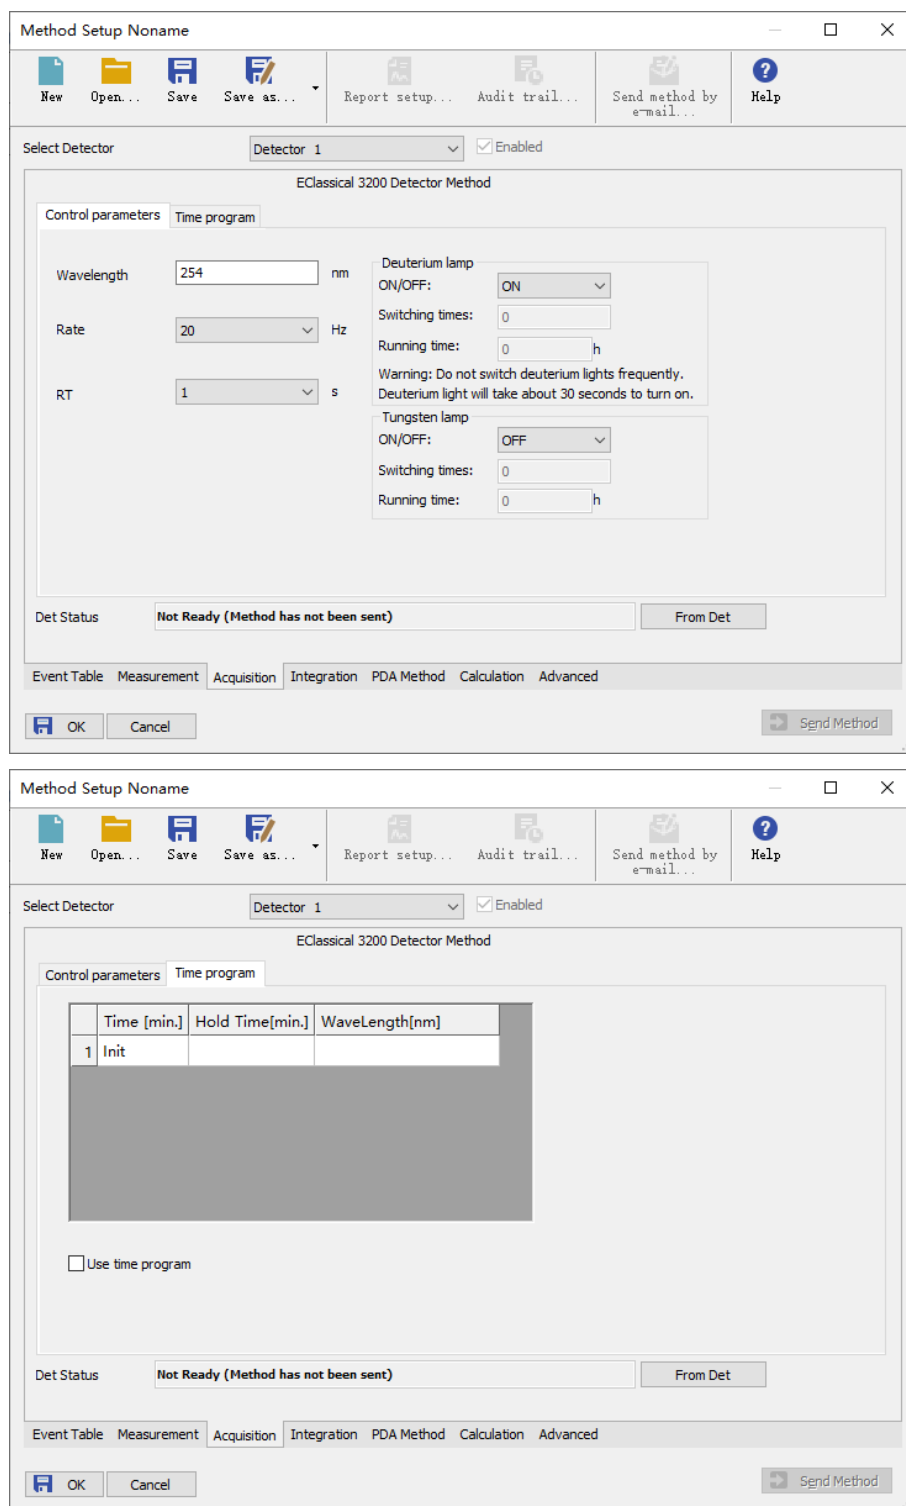 Method Setup Noname
New Open... Save Save as... Report setup... Audit trail... Send method by e-mail... Help
Select Detector Detector 1 Enabled
EClassical 3200 Detector Method
Control parameters Time program
Deuterium lamp
Wavelength 254 nm ON/OFF: ON
Switching times: 0
Rate 20 Hz
Running time: 0 h
Warning: Do not switch deuterium lights frequently.
RT 1 s Deuterium light will take about 30 seconds to turn on.
Tungsten lamp
ON/OFF: OFF
Switching times: 0
Running time: 0 h
Det Status Not Ready (Method has not been sent) From Det
Event Table Measurement Acquisition Integration PDA Method Calculation Advanced
OK Cancel Send Method
Method Setup Noname
New Open... Save Save as... Report setup... Audit trail... Send method by e-mail... Help
Select Detector Detector 1 Enabled
EClassical 3200 Detector Method
Control parameters Time program
Time [min.] Hold Time[min.] WaveLength[nm]
1 Init
Use time program
Det Status Not Ready (Method has not been sent) From Det
Event Table Measurement Acquisition Integration PDA Method Calculation Advanced
OK Cancel Send Method